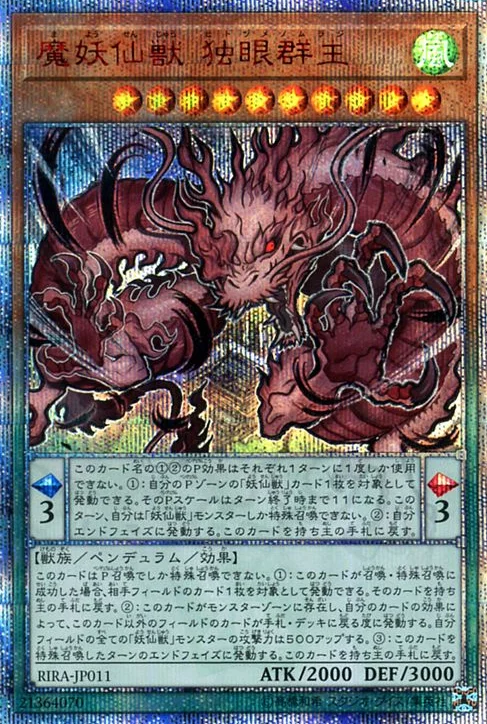 魔妖仙獣 独眼群主
風
このカード名の①②のP効果はそれぞれ1ターンに1度しか使用
できない。①:自分のPゾーンの「妖仙獣」カード1枚を対象として
発動できる。そのPスケールはターン終了時まで11になる。このターン、自分は「妖仙獣」モンスターしか特殊召喚できない。②:自分
エンドフェイズに発動する。このカードを持ち主の手札に戻す。
3
3
【獣族/ペンデュラム/効果】
このカードはP召喚でしか特殊召喚できない。①:このカードが召喚・特殊召喚に
成功した場合、相手フィールドのカード1枚を対象として発動できる。そのカードを持ち
主の手札に戻す。②:このカードがモンスターゾーンに存在し、自分のカードの効果に
よって、このカード以外のフィールドのカードが手札・デッキに戻る度に発動する。自分
フィールドの全ての「妖仙獣」モンスターの攻撃力は500アップする。③:このカードを
特殊召喚したターンのエンドフェイズに発動する。このカードを持ち主の手札に戻す。
RIRA-JP011
ATK/2000 DEF/3000
21364070
©高橋和希 スタジオ・ダイス/集英社